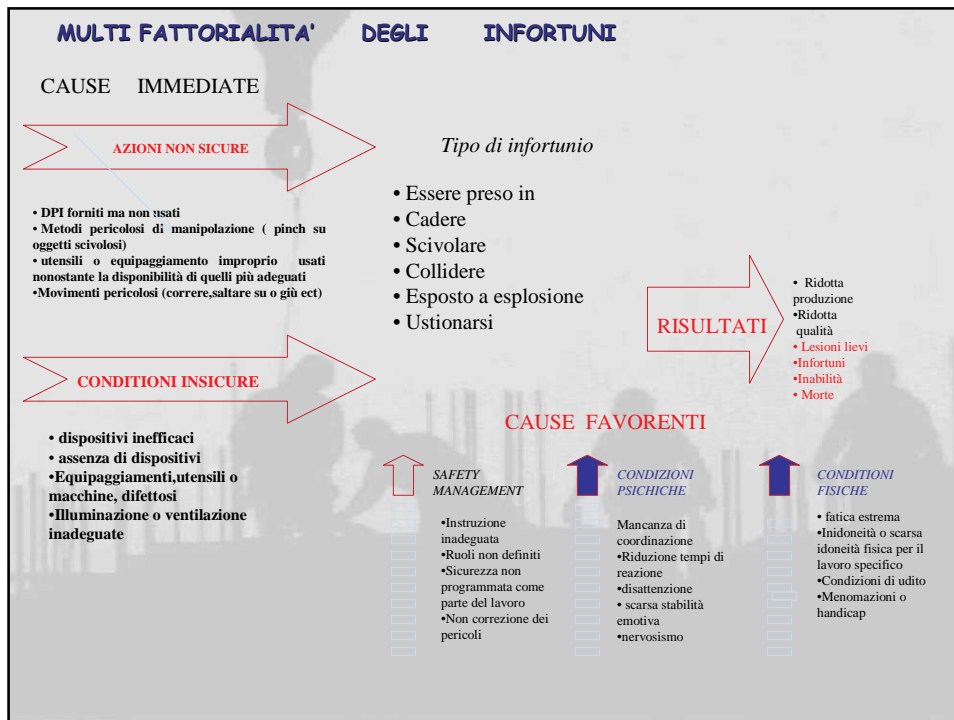 MULTI FATTORIALITA' DEGLI INFORTUNI
CAUSE IMMEDIATE
AZIONI NON SICURE
• DPI forniti ma non usati
• Metodi pericolosi di manipolazione ( pinch su
oggetti scivolosi)
• utensili o equipaggiamento improprio usati
nonostante la disponibilità di quelli più adeguati
•Movimenti pericolosi (correre,saltare su o giù ect)
CONDITIONI INSICURE
• dispositivi inefficaci
• assenza di dispositivi
•Equipaggiamenti,utensili o
macchine, difettosi
•Illuminazione o ventilazione
inadeguate
Tipo di infortunio
• Essere preso in
• Cadere
• Scivolare
• Collidere
• Esposto a esplosione
• Ustionarsi
RISULTATI
• Ridotta
produzione
•Ridotta
qualità
• Lesioni lievi
•Infortuni
•Inabilità
• Morte
CAUSE FAVORENTI
SAFETY
MANAGEMENT
•Instruzione
inadeguata
•Ruoli non definiti
•Sicurezza non
programmata come
parte del lavoro
•Non correzione dei
pericoli
CONDIZIONI
PSICHICHE
Mancanza di
coordinazione
•Riduzione tempi di
reazione
•disattenzione
• scarsa stabilità
emotiva
•nervosismo
CONDITIONI
FISICHE
• fatica estrema
•Inidoneità o scarsa
idoneità fisica per il
lavoro specifico
•Condizioni di udito
•Menomazioni o
handicap